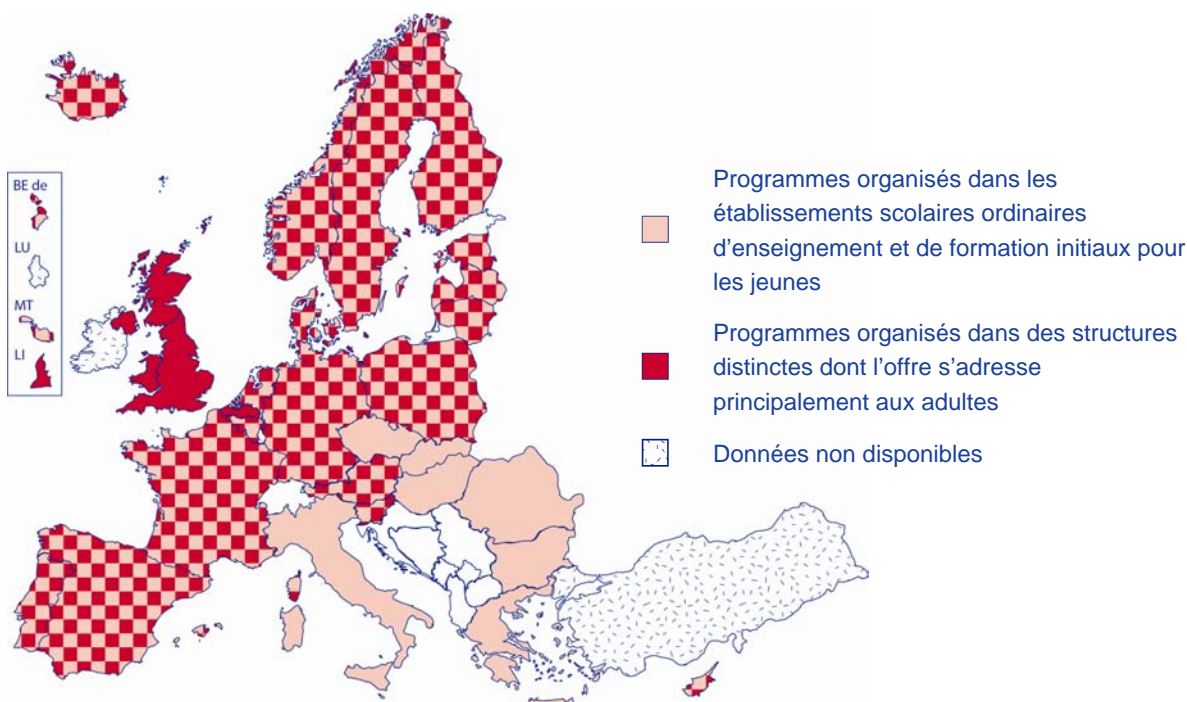 BE de
LU
MT
LI
Programmes organisés dans les
établissements scolaires ordinaires
d’enseignement et de formation initiaux pour
les jeunes
Programmes organisés dans des structures
distinctes dont l’offre s’adresse
principalement aux adultes
Données non disponibles